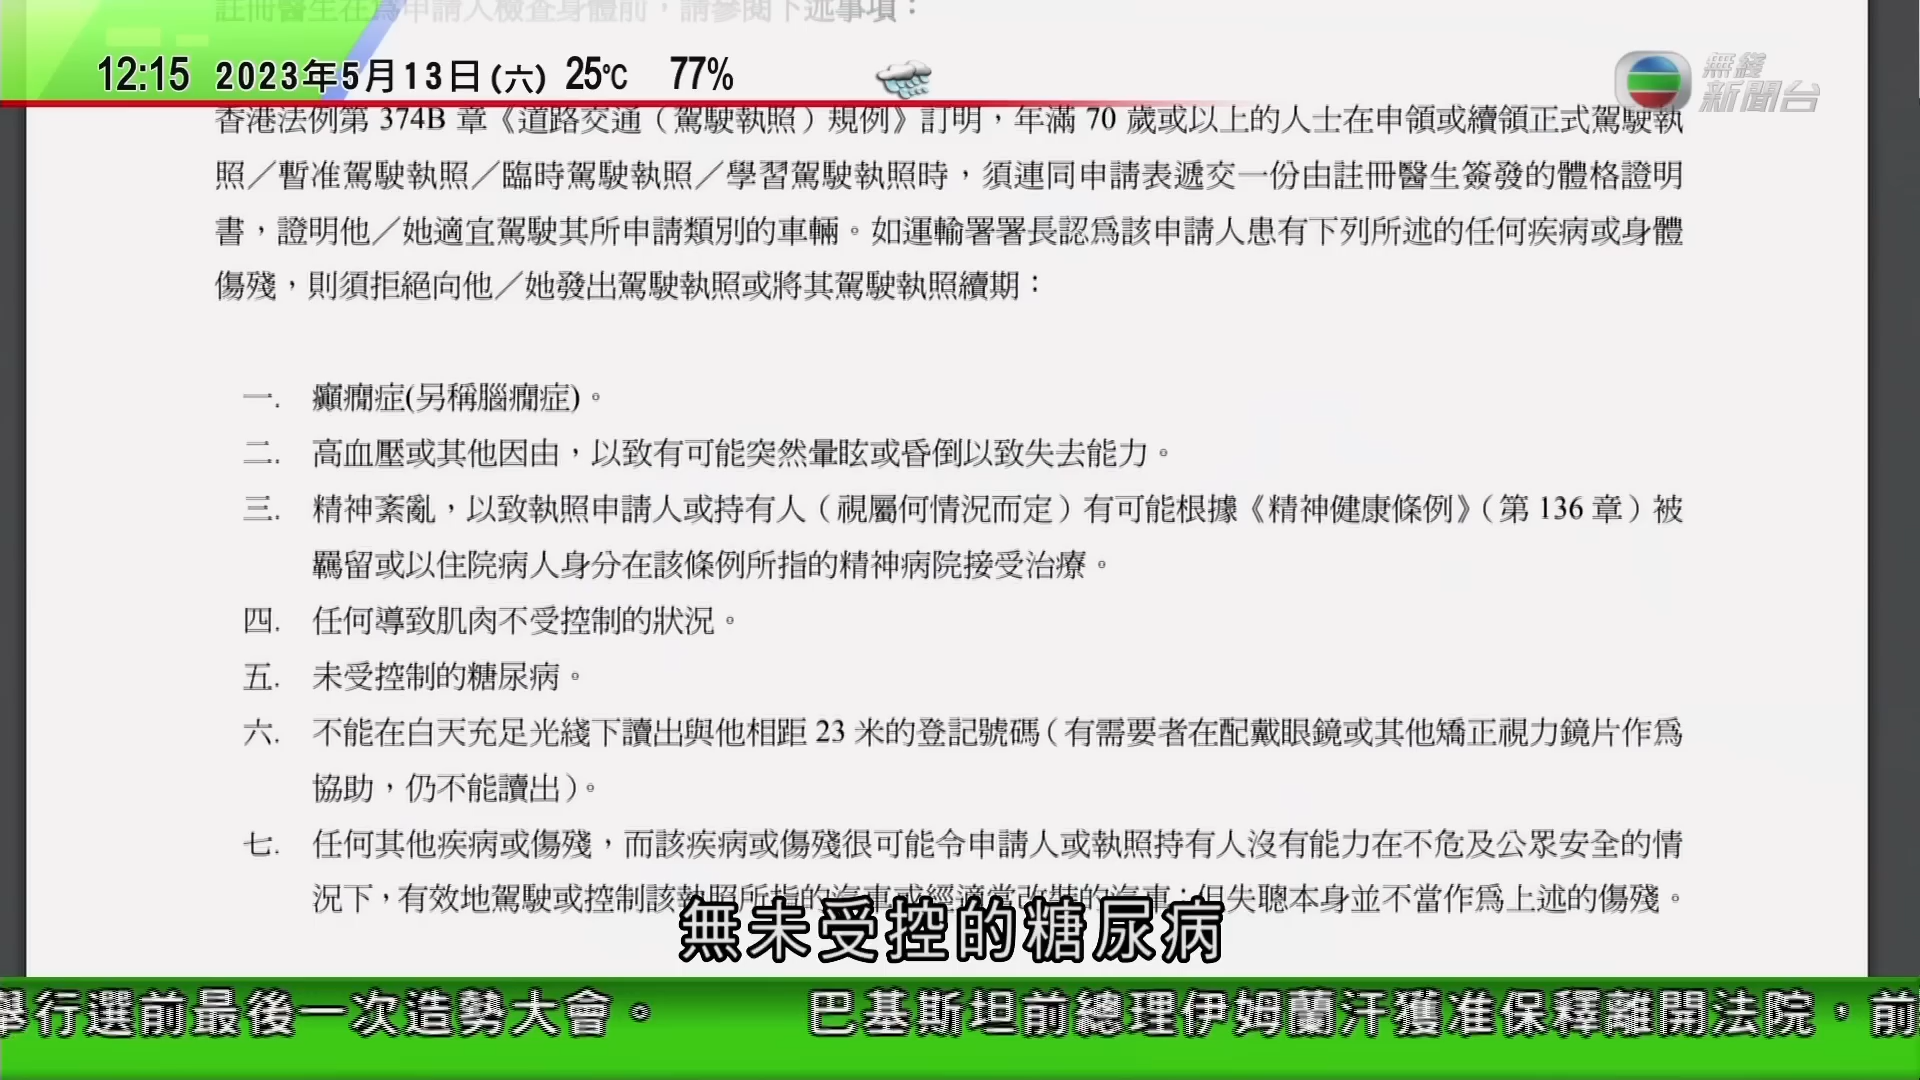 註冊醫生在為申請人檢查身體前，請參閱下述事項：
12:15 2023年5月13日(六) 25℃ 77%
無綫
新聞台
香港法例第 374B 章《道路交通（駕駛執照）規例》訂明，年滿 70 歲或以上的人士在申領或續領正式駕駛執
照／暫准駕駛執照／臨時駕駛執照／學習駕駛執照時，須連同申請表遞交一份由註冊醫生簽發的體格證明
書，證明他／她適宜駕駛其所申請類別的車輛。如運輸署署長認為該申請人患有下列所述的任何疾病或身體
傷殘，則須拒絕向他／她發出駕駛執照或將其駕駛執照續期：
一. 癲癇症(另稱腦癇症)。
二. 高血壓或其他因由，以致有可能突然暈眩或昏倒以致失去能力。
三. 精神紊亂，以致執照申請人或持有人（視屬何情況而定）有可能根據《精神健康條例》（第 136 章）被
羈留或以住院病人身分在該條例所指的精神病院接受治療。
四. 任何導致肌肉不受控制的狀況。
五. 未受控制的糖尿病。
六. 不能在白天充足光綫下讀出與他相距 23 米的登記號碼（有需要者在配戴眼鏡或其他矯正視力鏡片作為
協助，仍不能讀出）。
七. 任何其他疾病或傷殘，而該疾病或傷殘很可能令申請人或執照持有人沒有能力在不危及公眾安全的情
況下，有效地駕駛或控制該執照所指的汽車或經適當改裝的汽車；但失聰本身並不當作為上述的傷殘。
無未受控的糖尿病
舉行選前最後一次造勢大會。 巴基斯坦前總理伊姆蘭汗獲准保釋離開法院，前